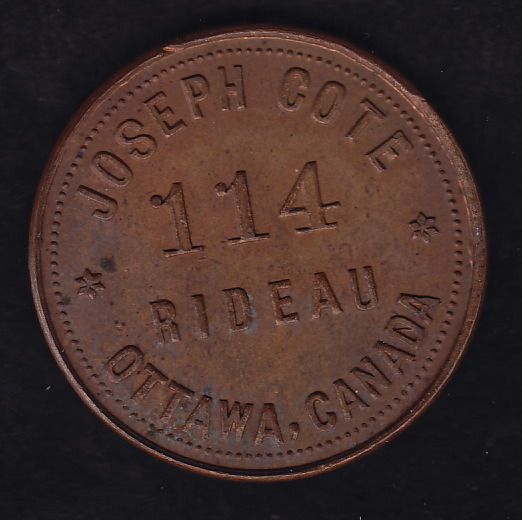 JOSEPH COTE
114
RIDEAU
OTTAWA, CANADA